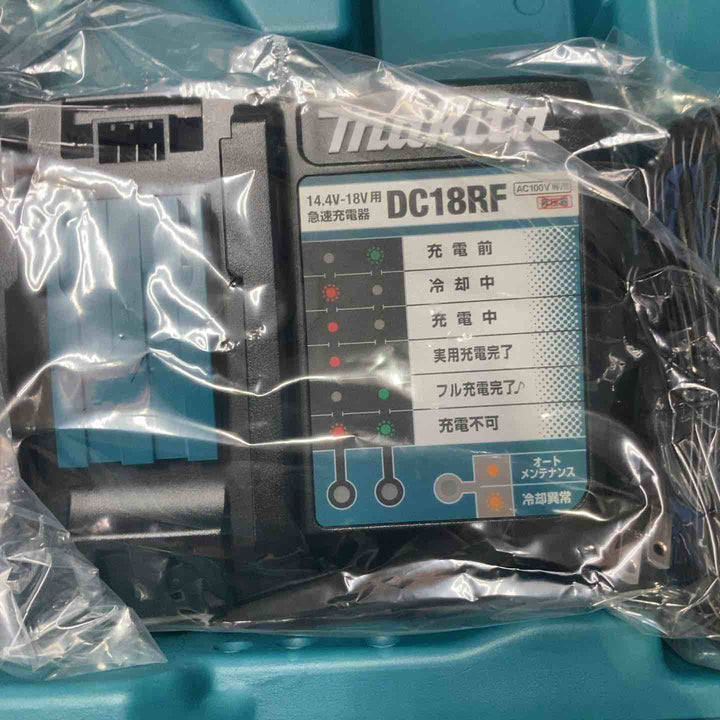 makita
14.4V-18V用
急速充電器
DC18RF
AC100V専用
充電前
冷却中
充電中
実用充電完了
フル充電完了♪
充電不可
オート
メンテナンス
冷却異常